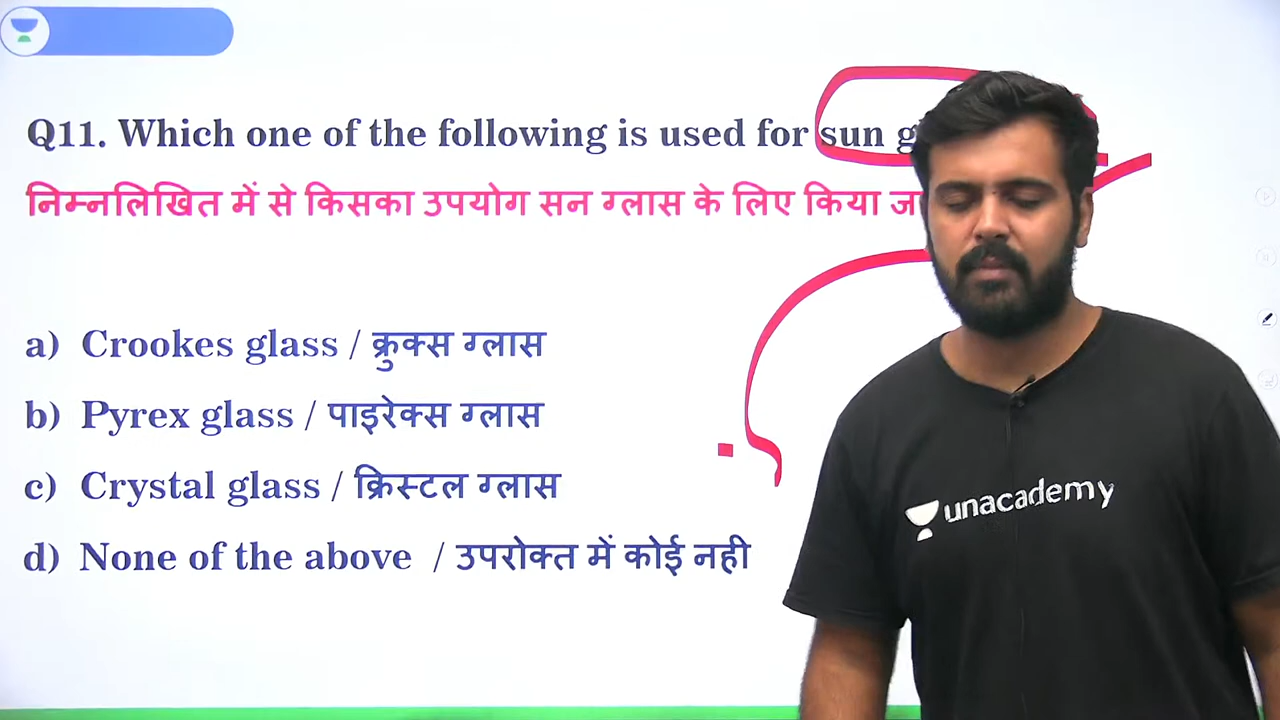 Q11. Which one of the following is used for sun
निम्नलिखित में से किसका उपयोग सन ग्लास के लिए किया
a) Crookes glass / क्रुक्स ग्लास
b) Pyrex glass / पाइरेक्स ग्लास
c) Crystal glass / क्रिस्टल ग्लास
d) None of the above / उपरोक्त में कोई नही
unacademy